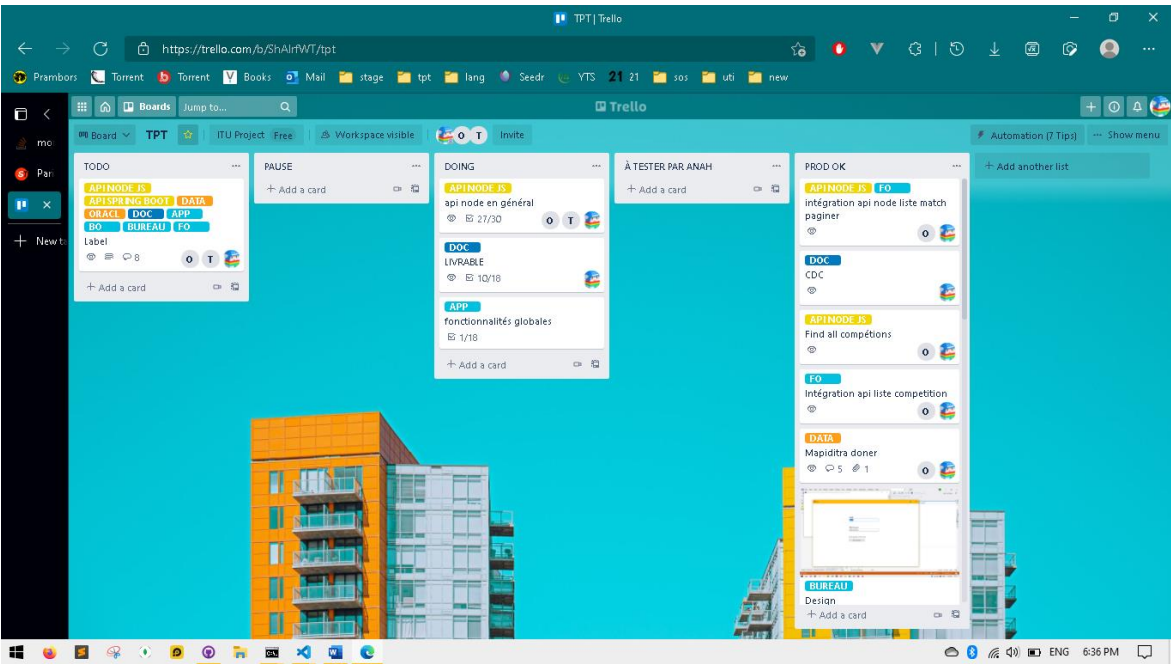 TPT | Trello
https://trello.com/b/ShAlrfWT/tpt
Prambors Torrent Torrent Books Mail stage tpt lang Seedr YTS 21 21 sos uti new
Boards Jump to... Trello
mo
Board TPT ITU Project Free Workspace visible O T Invite Automation (7 Tips) Show menu
Pari
New ta
TODO
API NODE JS
API SPRING BOOT DATA
ORACL DOC APP
BO BUREAU FO
Label
8 O T
+ Add a card
PAUSE
+ Add a card
DOING
API NODE JS
api node en général
27/30 O T
DOC
LIVRABLE
10/18
APP
fonctionnalités globales
1/18
+ Add a card
À TESTER PAR ANAH
+ Add a card
PROD OK
API NODE JS FO
intégration api node liste match
paginer
O
DOC
CDC
API NODE JS
Find all compétions
O
FO
Intégration api liste competition
O
DATA
Mapiditra doner
5 1 O
BUREAU
Design
+ Add a card
+ Add another list
ENG 6:36 PM